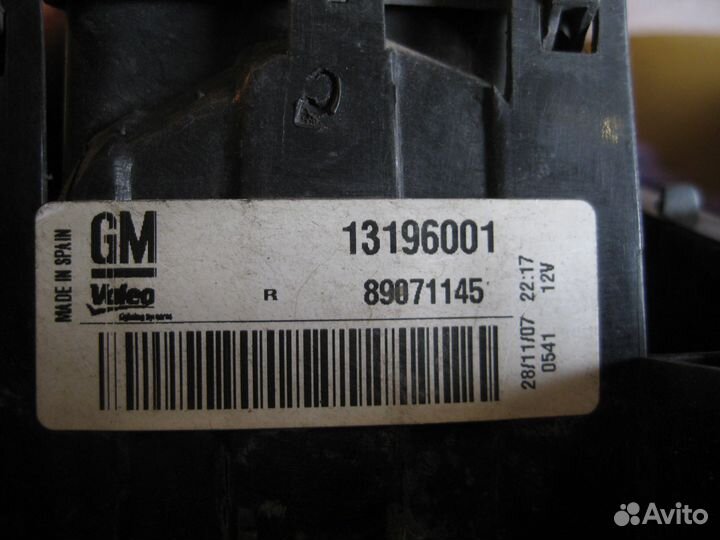 MADE IN SPAIN
GM
13196001
Valeo
R
89071145
28/11/07 22:17
0541 12V
Avito